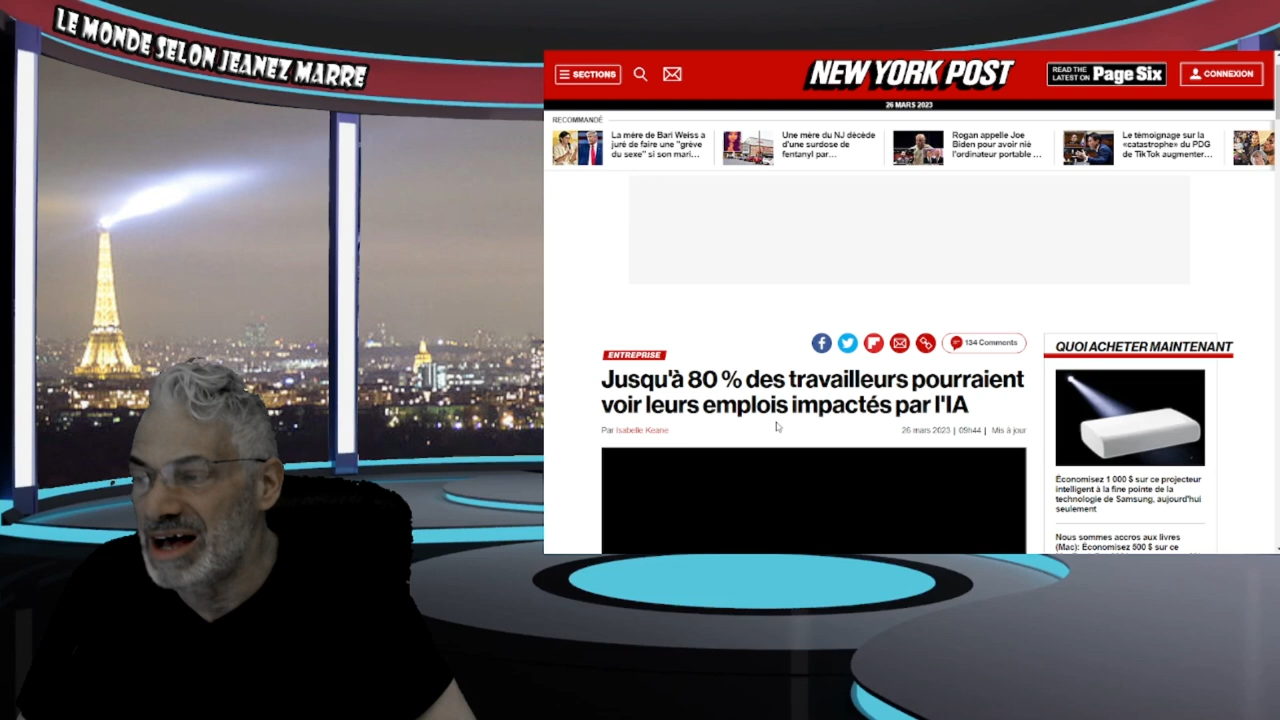 LE MONDE SELON JEANEZ MARRE
SECTIONS
NEW YORK POST
READ THE
LATEST ON Page Six
CONNEXION
26 MARS 2023
RECOMMANDÉ
La mère de Bari Weiss a
juré de faire une "grève
du sexe" si son mari...
Une mère du NJ décède
d'une surdose de
fentanyl par...
Rogan appelle Joe
Biden pour avoir nié
l'ordinateur portable ...
Le témoignage sur la
«catastrophe» du PDG
de TikTok augmenter...
134 Comments
ENTREPRISE
Jusqu'à 80 % des travailleurs pourraient
voir leurs emplois impactés par l'IA
Par Isabelle Keane
26 mars 2023 | 09h44 | Mis à jour
QUOI ACHETER MAINTENANT
Économisez 1 000 $ sur ce projecteur
intelligent à la fine pointe de la
technologie de Samsung, aujourd'hui
seulement
Nous sommes accros aux livres
(Mac): Économisez 500 $ sur ce